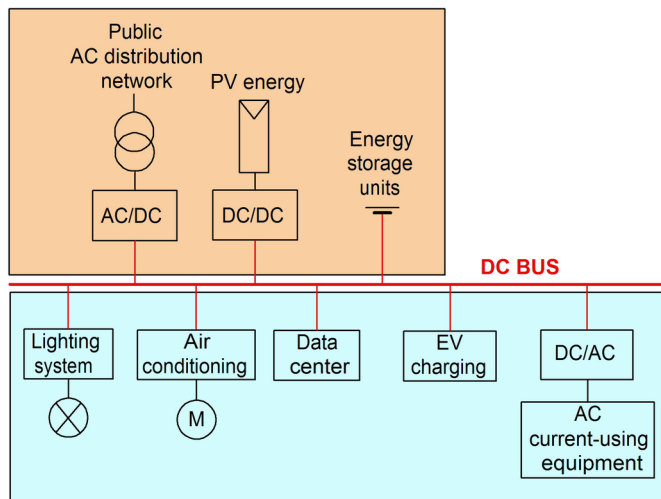 Public
AC distribution
network
PV energy
Energy
storage
units
AC/DC
DC/DC
DC BUS
Lighting
system
Air
conditioning
Data
center
EV
charging
DC/AC
M
AC
current-using
equipment